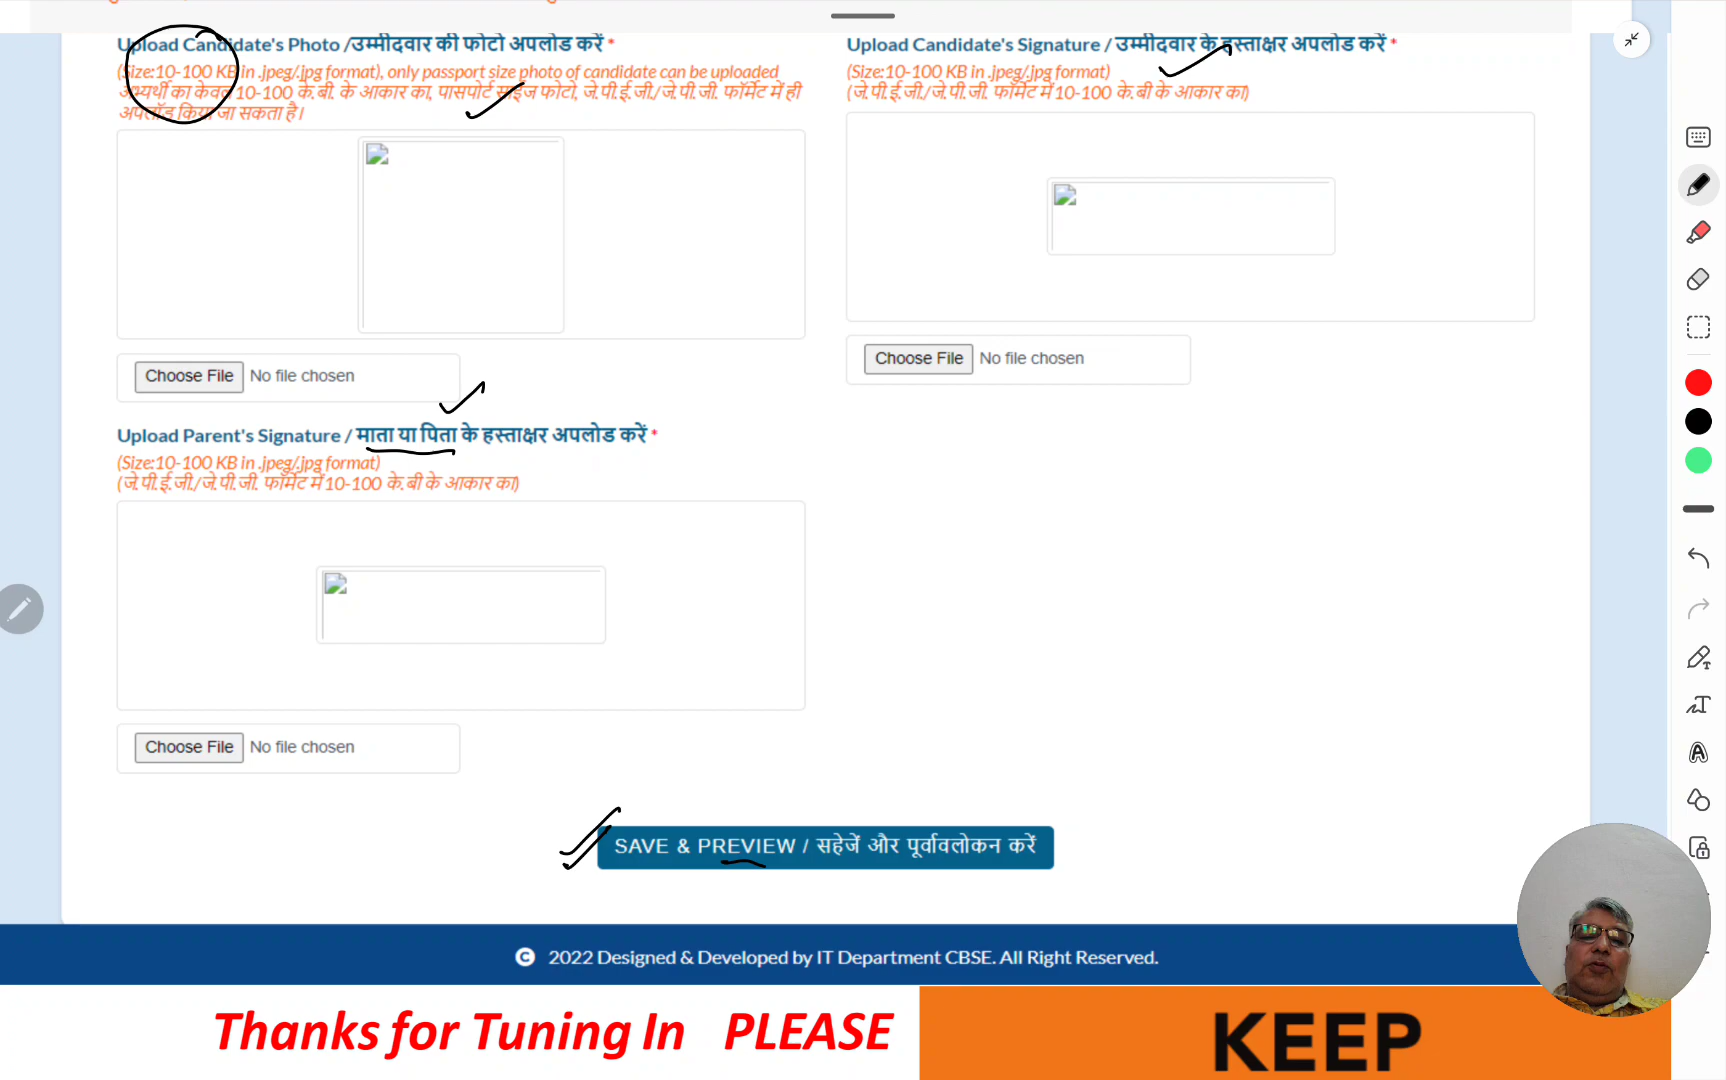 Upload Candidate's Photo /उम्मीदवार की फोटो अपलोड करें *
(Size:10-100 KB in .jpeg/.jpg format), only passport size photo of candidate can be uploaded
अभ्यर्थी का केवल 10-100 के.बी. के आकार का, पासपोर्ट साईज फोटो, जे.पी.ई.जी./जे.पी.जी. फॉर्मेट में ही
अपलॉड किया जा सकता है।
Choose File No file chosen
Upload Candidate's Signature / उम्मीदवार के हस्ताक्षर अपलोड करें *
(Size:10-100 KB in .jpeg/.jpg format)
(जे.पी.ई.जी./जे.पी.जी. फॉर्मेट में 10-100 के.बी के आकार का)
Choose File No file chosen
Upload Parent's Signature / माता या पिता के हस्ताक्षर अपलोड करें *
(Size:10-100 KB in .jpeg/.jpg format)
(जे.पी.ई.जी./जे.पी.जी. फॉर्मेट में 10-100 के.बी के आकार का)
Choose File No file chosen
SAVE & PREVIEW / सहेजें और पूर्वावलोकन करें
© 2022 Designed & Developed by IT Department CBSE. All Right Reserved.
Thanks for Tuning In PLEASE KEEP